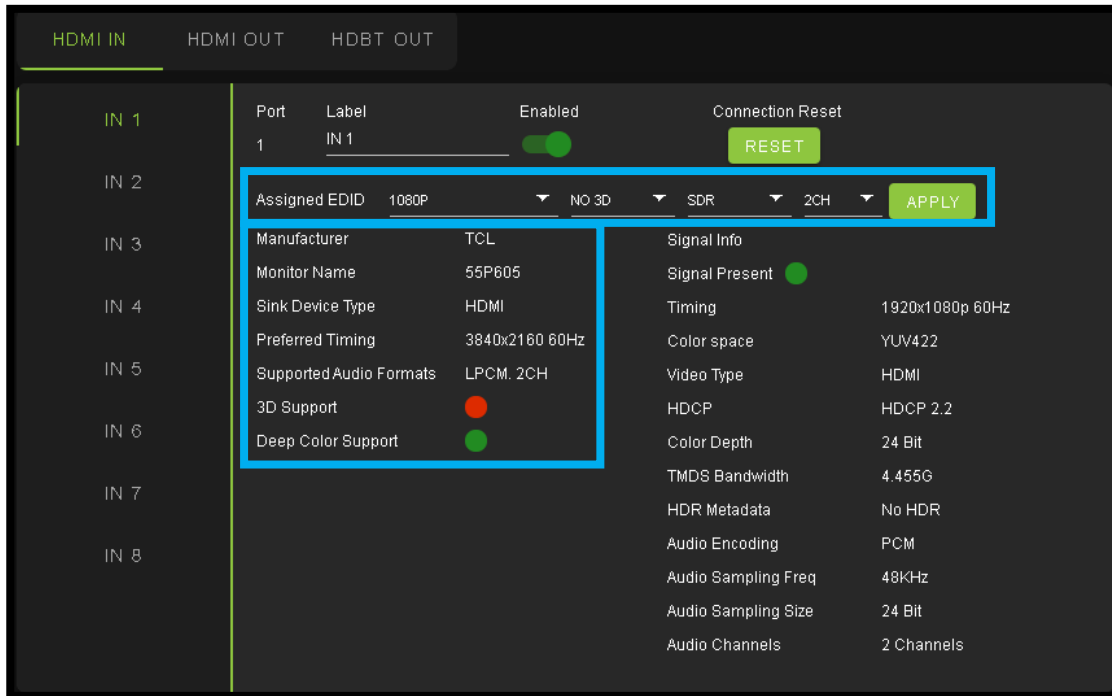 HDMI IN HDMI OUT HDBT OUT
IN 1
IN 2
IN 3
IN 4
IN 5
IN 6
IN 7
IN 8
Port Label Enabled Connection Reset
1 IN 1 RESET
Assigned EDID 1080P NO 3D SDR 2CH APPLY
Manufacturer TCL
Monitor Name 55P605
Sink Device Type HDMI
Preferred Timing 3840x2160 60Hz
Supported Audio Formats LPCM. 2CH
3D Support
Deep Color Support
Signal Info
Signal Present
Timing 1920x1080p 60Hz
Color space YUV422
Video Type HDMI
HDCP HDCP 2.2
Color Depth 24 Bit
TMDS Bandwidth 4.455G
HDR Metadata No HDR
Audio Encoding PCM
Audio Sampling Freq 48KHz
Audio Sampling Size 24 Bit
Audio Channels 2 Channels